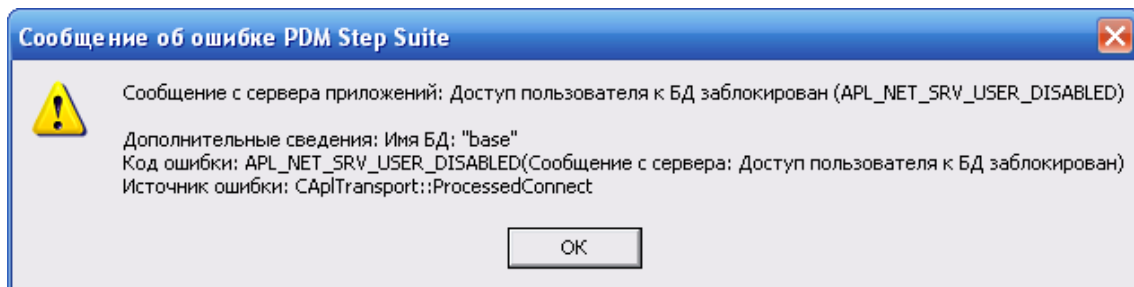 Сообщение об ошибке PDM Step Suite
Сообщение с сервера приложений: Доступ пользователя к БД заблокирован (APL_NET_SRV_USER_DISABLED)
Дополнительные сведения: Имя БД: "base"
Код ошибки: APL_NET_SRV_USER_DISABLED(Сообщение с сервера: Доступ пользователя к БД заблокирован)
Источник ошибки: CAplTransport::ProcessedConnect
ОК